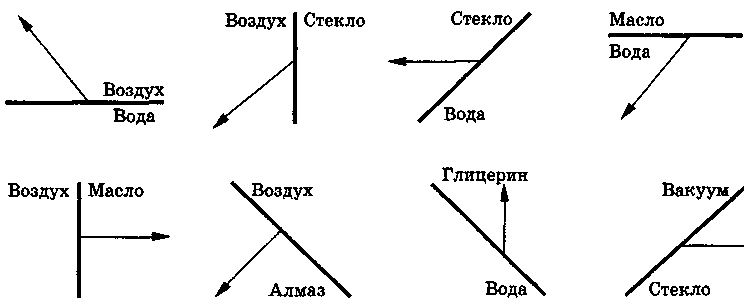 Воздух
Вода
Воздух Стекло
Стекло
Вода
Масло
Вода
Воздух Масло
Воздух
Алмаз
Глицерин
Вода
Вакуум
Стекло